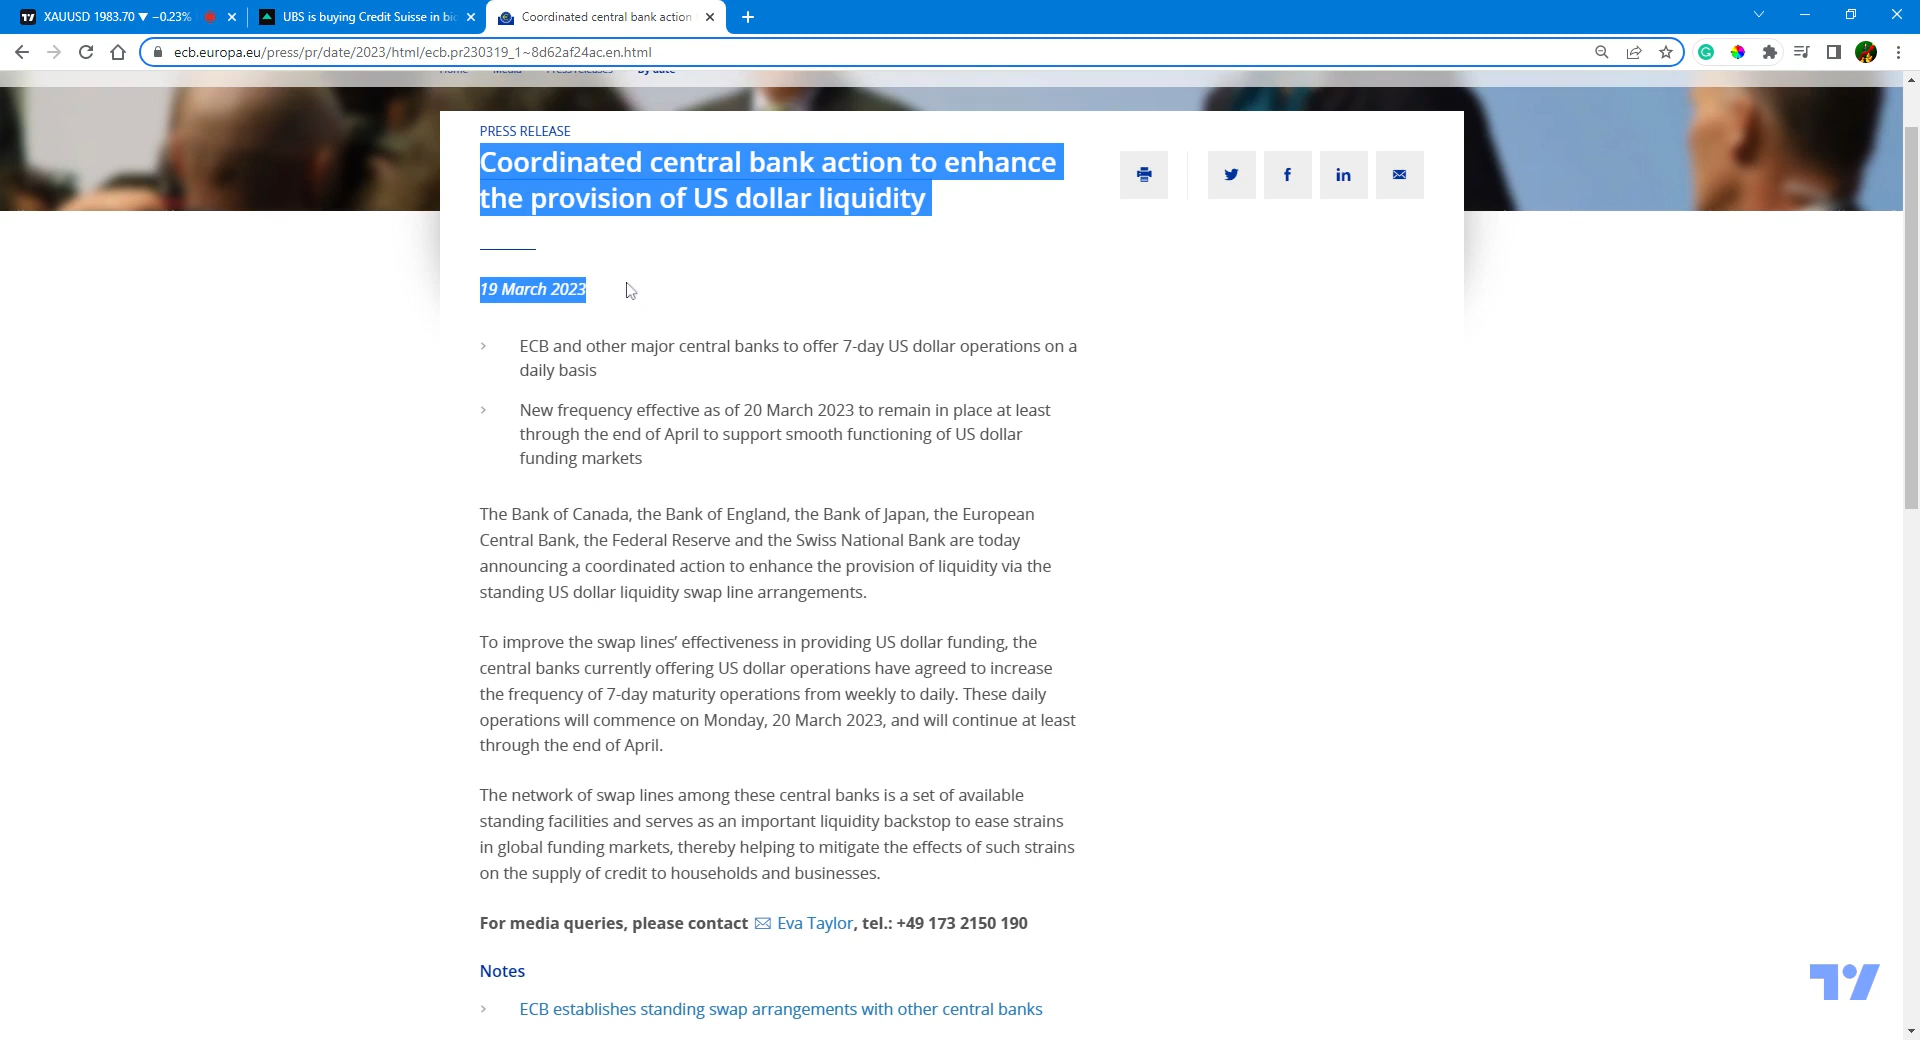 XAUUSD 1983.70 ▼ −0.23%
UBS is buying Credit Suisse in bi
Coordinated central bank action
ecb.europa.eu/press/pr/date/2023/html/ecb.pr230319_1~8d62af24ac.en.html
Home Media Press releases By date
PRESS RELEASE
Coordinated central bank action to enhance
the provision of US dollar liquidity
19 March 2023
ECB and other major central banks to offer 7-day US dollar operations on a
daily basis
New frequency effective as of 20 March 2023 to remain in place at least
through the end of April to support smooth functioning of US dollar
funding markets
The Bank of Canada, the Bank of England, the Bank of Japan, the European
Central Bank, the Federal Reserve and the Swiss National Bank are today
announcing a coordinated action to enhance the provision of liquidity via the
standing US dollar liquidity swap line arrangements.
To improve the swap lines’ effectiveness in providing US dollar funding, the
central banks currently offering US dollar operations have agreed to increase
the frequency of 7-day maturity operations from weekly to daily. These daily
operations will commence on Monday, 20 March 2023, and will continue at least
through the end of April.
The network of swap lines among these central banks is a set of available
standing facilities and serves as an important liquidity backstop to ease strains
in global funding markets, thereby helping to mitigate the effects of such strains
on the supply of credit to households and businesses.
For media queries, please contact Eva Taylor, tel.: +49 173 2150 190
Notes
ECB establishes standing swap arrangements with other central banks